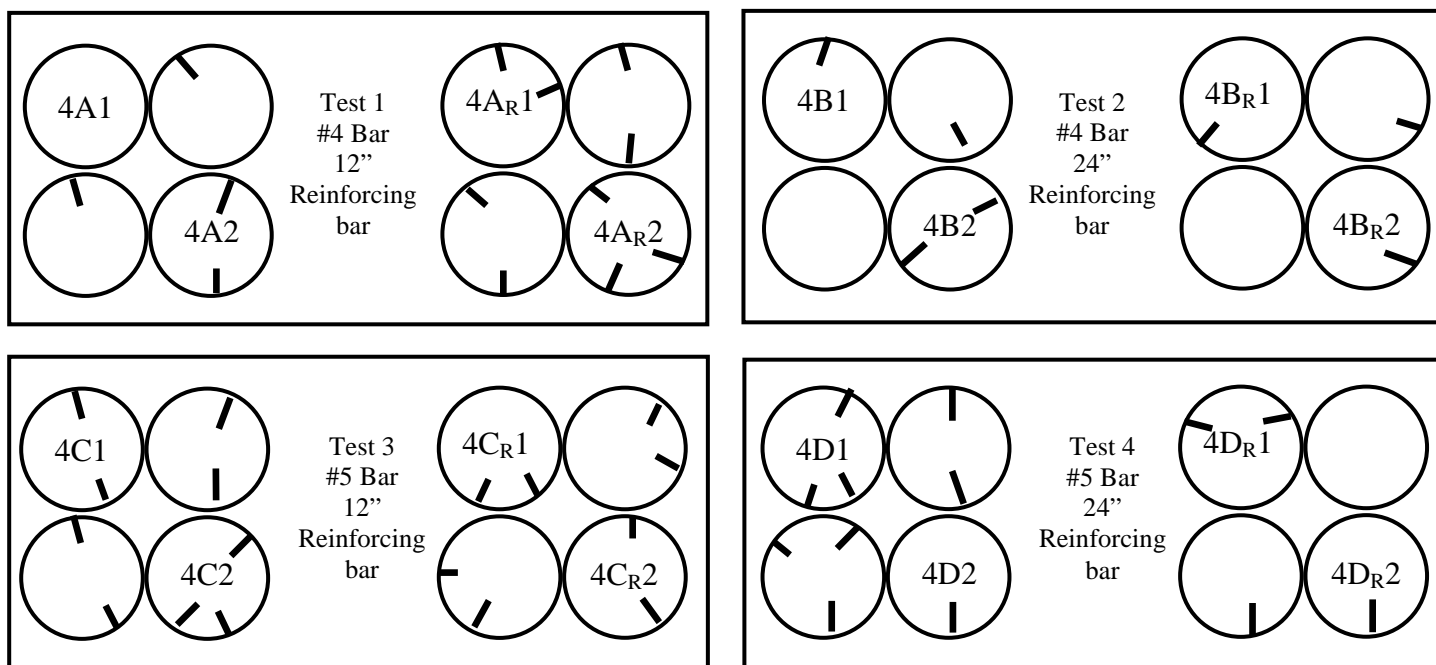 4A1
4A2
Test 1
#4 Bar
12”
Reinforcing
bar
4AR1
4AR2
4B1
4B2
Test 2
#4 Bar
24”
Reinforcing
bar
4BR1
4BR2
4C1
4C2
Test 3
#5 Bar
12”
Reinforcing
bar
4CR1
4CR2
4D1
4D2
Test 4
#5 Bar
24”
Reinforcing
bar
4DR1
4DR2